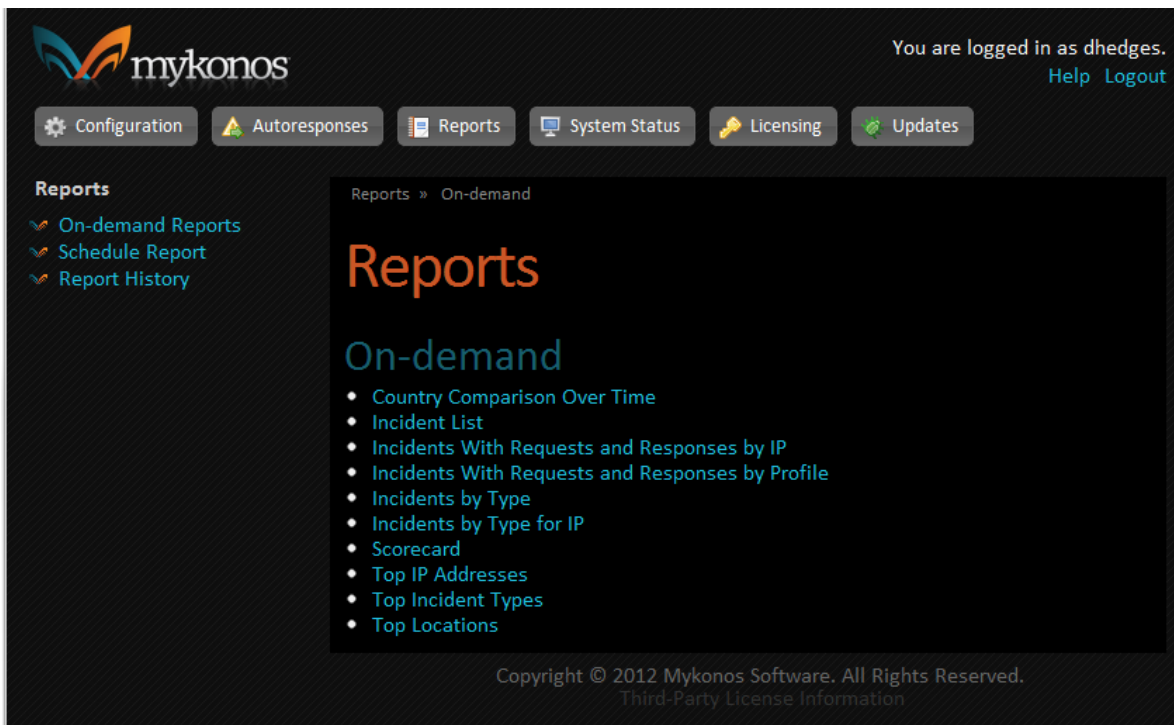 mykonos
You are logged in as dhedges.
Help Logout
Configuration Autoresponses Reports System Status Licensing Updates
Reports
On-demand Reports
Schedule Report
Report History
Reports » On-demand
Reports
On-demand
Country Comparison Over Time
Incident List
Incidents With Requests and Responses by IP
Incidents With Requests and Responses by Profile
Incidents by Type
Incidents by Type for IP
Scorecard
Top IP Addresses
Top Incident Types
Top Locations
Copyright © 2012 Mykonos Software. All Rights Reserved.
Third-Party License Information